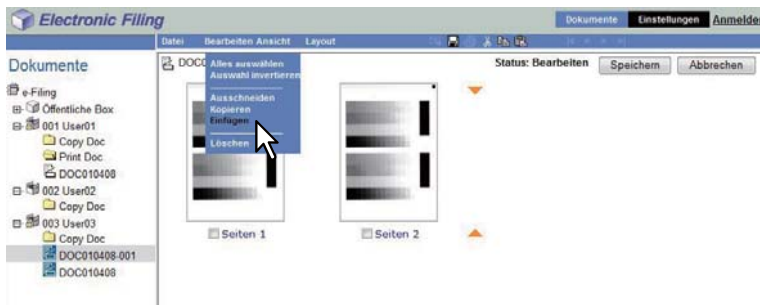 Electronic Filing
Dokumente Einstellungen Anmelde
Datei Bearbeiten Ansicht Layout
Dokumente
DOC
Status: Bearbeiten Speichern Abbrechen
Alles auswählen
Auswahl invertieren
Ausschneiden
Kopieren
Einfügen
Löschen
e-Filing
Öffentliche Box
001 User01
Copy Doc
Print Doc
DOC010408
002 User02
Copy Doc
003 User03
Copy Doc
DOC010408-001
DOC010408
Seiten 1 Seiten 2